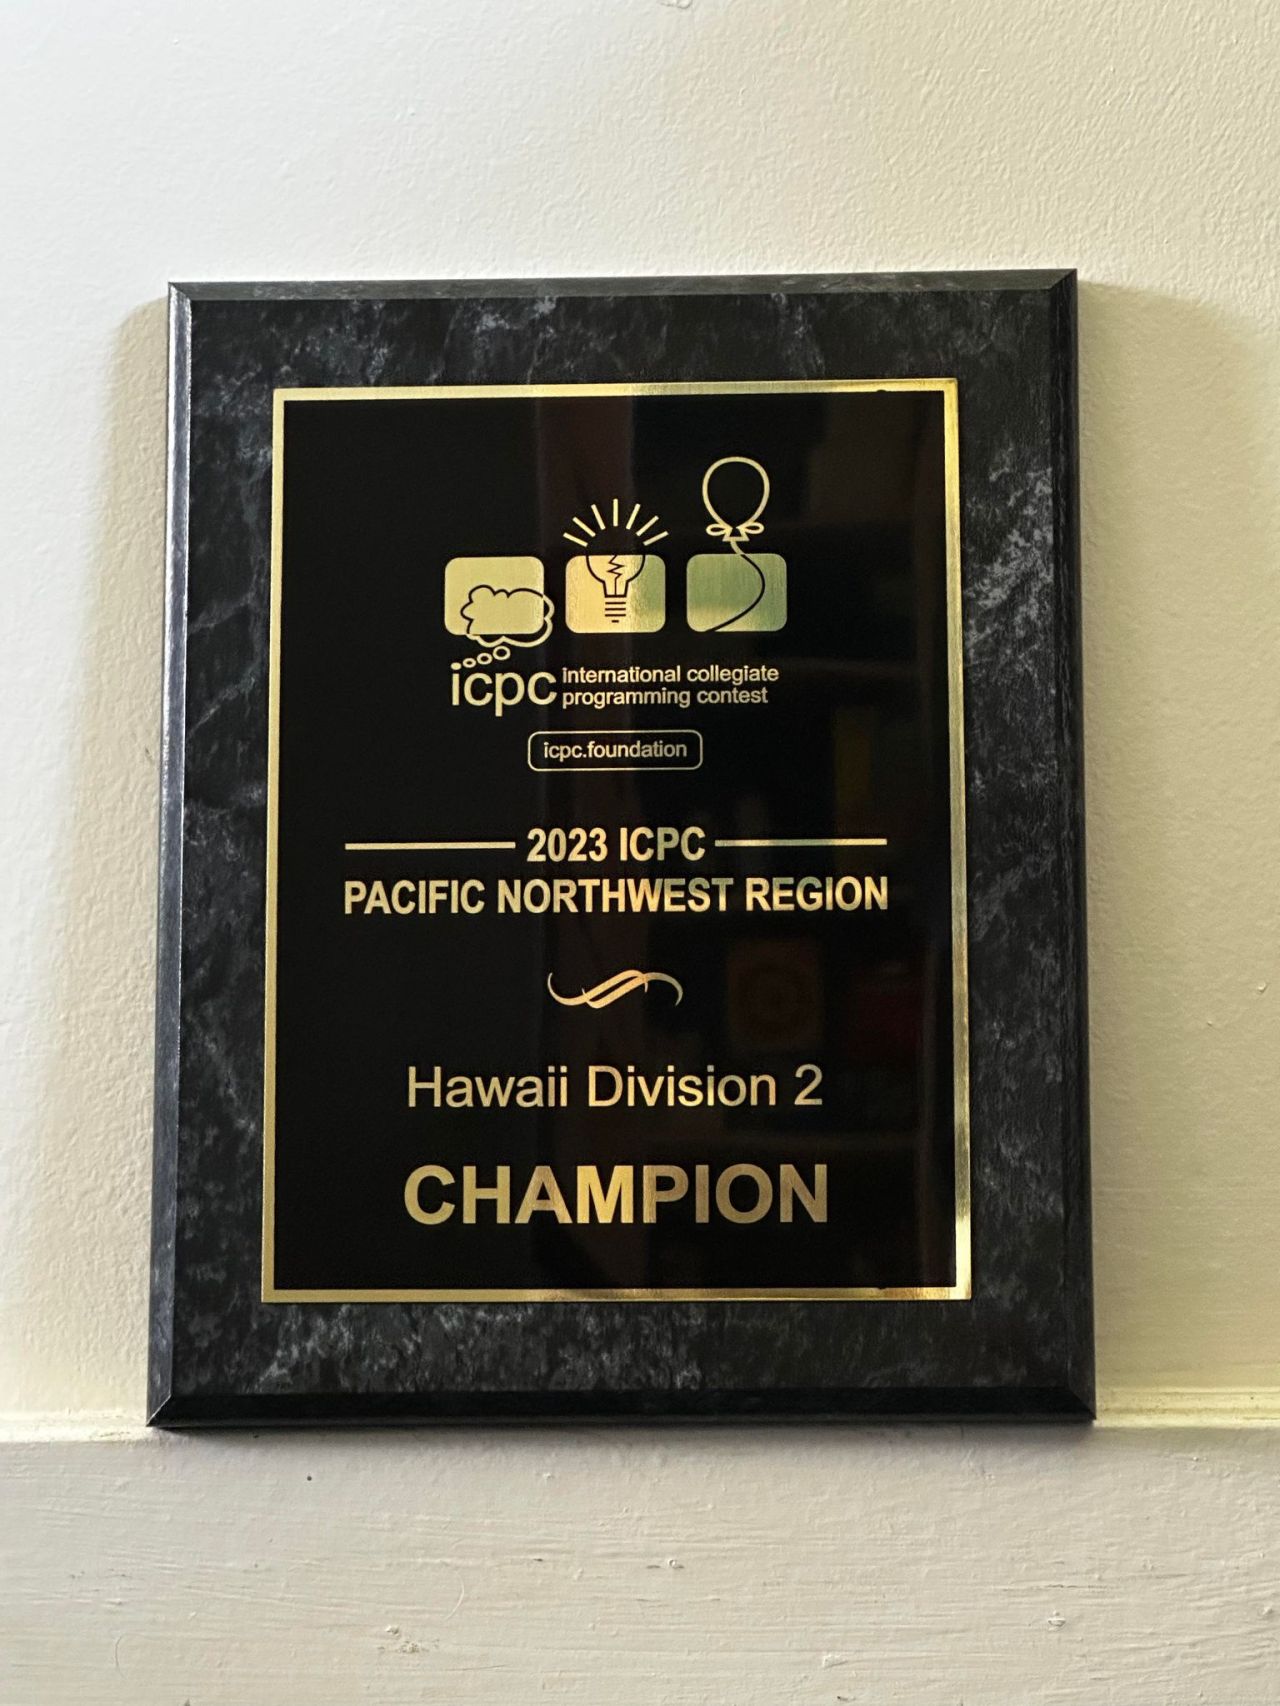 icpc international collegiate
programming contest
icpc.foundation
2023 ICPC
PACIFIC NORTHWEST REGION
Hawaii Division 2
CHAMPION